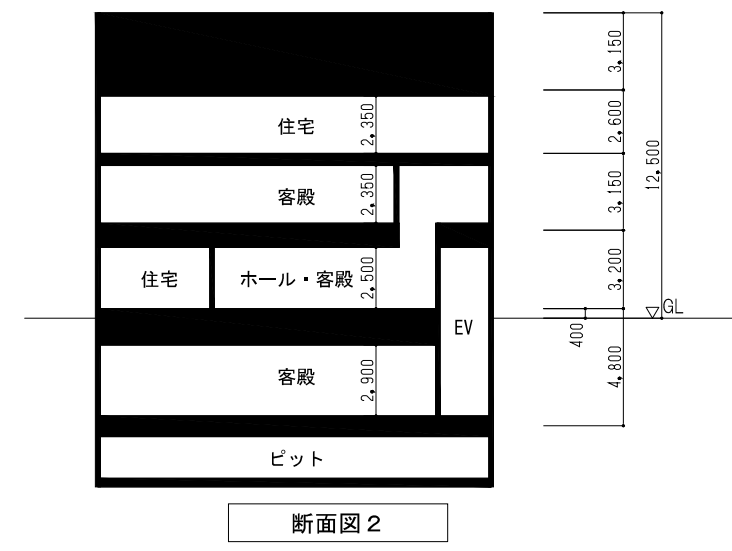 3,150
住宅
2,350
2,600
12,500
客殿
2,350
3,150
住宅
ホール・客殿
2,500
3,200
GL
EV
400
客殿
2,900
4,800
ピット
断面図２